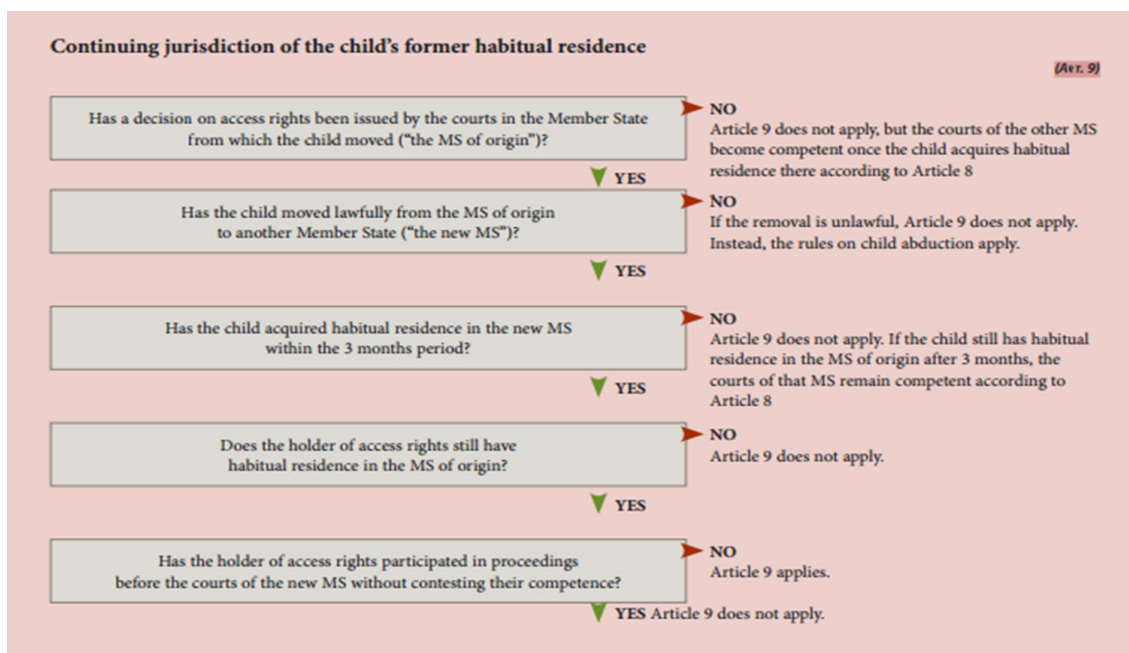 Continuing jurisdiction of the child's former habitual residence
(Art. 9)
Has a decision on access rights been issued by the courts in the Member State
from which the child moved ("the MS of origin")?
NO
Article 9 does not apply, but the courts of the other MS
become competent once the child acquires habitual
residence there according to Article 8
YES
Has the child moved lawfully from the MS of origin
to another Member State ("the new MS")?
NO
If the removal is unlawful, Article 9 does not apply.
Instead, the rules on child abduction apply.
YES
Has the child acquired habitual residence in the new MS
within the 3 months period?
NO
Article 9 does not apply. If the child still has habitual
residence in the MS of origin after 3 months, the
courts of that MS remain competent according to
Article 8
YES
Does the holder of access rights still have
habitual residence in the MS of origin?
NO
Article 9 does not apply.
YES
Has the holder of access rights participated in proceedings
before the courts of the new MS without contesting their competence?
NO
Article 9 applies.
YES Article 9 does not apply.